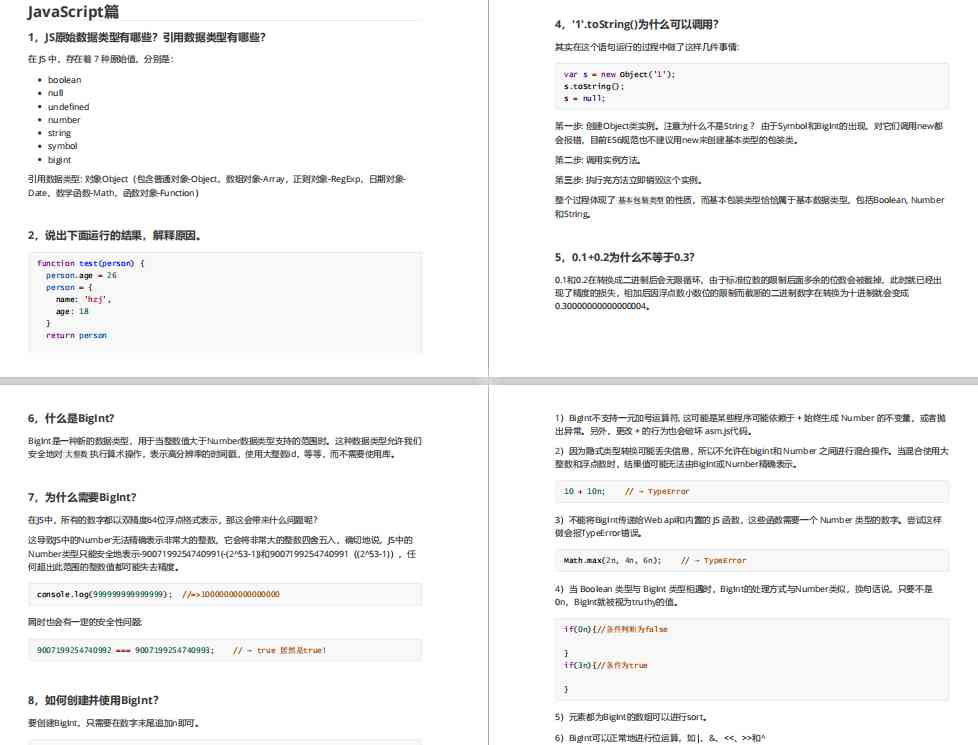 JavaScript篇
1，JS原始数据类型有哪些？引用数据类型有哪些？
在 JS 中，存在着 7 种原始值，分别是：
boolean
null
undefined
number
string
symbol
bigint
引用数据类型: 对象Object（包含普通对象-Object，数组对象-Array，正则对象-RegExp，日期对象-
Date，数学函数-Math，函数对象-Function）
2，说出下面运行的结果，解释原因。
function test(person) {
person.age = 26
person = {
name: 'hzj',
age: 18
}
return person
4，'1'.toString()为什么可以调用？
其实在这个语句运行的过程中做了这样几件事情:
var s = new Object('1');
s.toString();
s = null;
第一步: 创建Object类实例。注意为什么不是String ？ 由于Symbol和BigInt的出现，对它们调用new都
会报错，目前ES6规范也不建议用new来创建基本类型的包装类。
第二步: 调用实例方法。
第三步: 执行完方法立即销毁这个实例。
整个过程体现了 基本包装类型 的性质，而基本包装类型恰恰属于基本数据类型，包括Boolean, Number
和String。
5，0.1+0.2为什么不等于0.3?
0.1和0.2在转换成二进制后会无限循环，由于标准位数的限制后面多余的位数会被截掉，此时就已经出
现了精度的损失，相加后因浮点数小数位的限制而截断的二进制数字在转换为十进制就会变成
0.30000000000000004。
6，什么是BigInt?
BigInt是一种新的数据类型，用于当整数值大于Number数据类型支持的范围时。这种数据类型允许我们
安全地对 大整数 执行算术操作，表示高分辨率的时间戳，使用大整数id，等等，而不需要使用库。
7，为什么需要BigInt?
在JS中，所有的数字都以双精度64位浮点格式表示，那这会带来什么问题呢？
这导致JS中的Number无法精确表示非常大的整数，它会将非常大的整数四舍五入，确切地说，JS中的
Number类型只能安全地表示-9007199254740991(-(2^53-1))和9007199254740991（(2^53-1)），任
何超出此范围的整数值都可能失去精度。
console.log(999999999999999);  //=>10000000000000000
同时也会有一定的安全性问题:
9007199254740992 === 9007199254740993;    // → true 居然是true!
8，如何创建并使用BigInt？
要创建BigInt，只需要在数字末尾追加n即可。
1）BigInt不支持一元加号运算符, 这可能是某些程序可能依赖于 + 始终生成 Number 的不变量，或者抛
出异常。另外，更改 + 的行为也会破坏 asm.js代码。
2）因为隐式类型转换可能丢失信息，所以不允许在bigint和 Number 之间进行混合操作。当混合使用大
整数和浮点数时，结果值可能无法由BigInt或Number精确表示。
10 + 10n;    // → TypeError
3）不能将BigInt传递给Web api和内置的 JS 函数，这些函数需要一个 Number 类型的数字。尝试这样
做会报TypeError错误。
Math.max(2n, 4n, 6n);    // → TypeError
4）当 Boolean 类型与 BigInt 类型相遇时，BigInt的处理方式与Number类似，换句话说，只要不是
0n，BigInt就被视为truthy的值。
if(0n){//条件判断为false
}
if(3n){//条件为true
}
5）元素都为BigInt的数组可以进行sort。
6）BigInt可以正常地进行位运算，如|、&、<<、>>和^